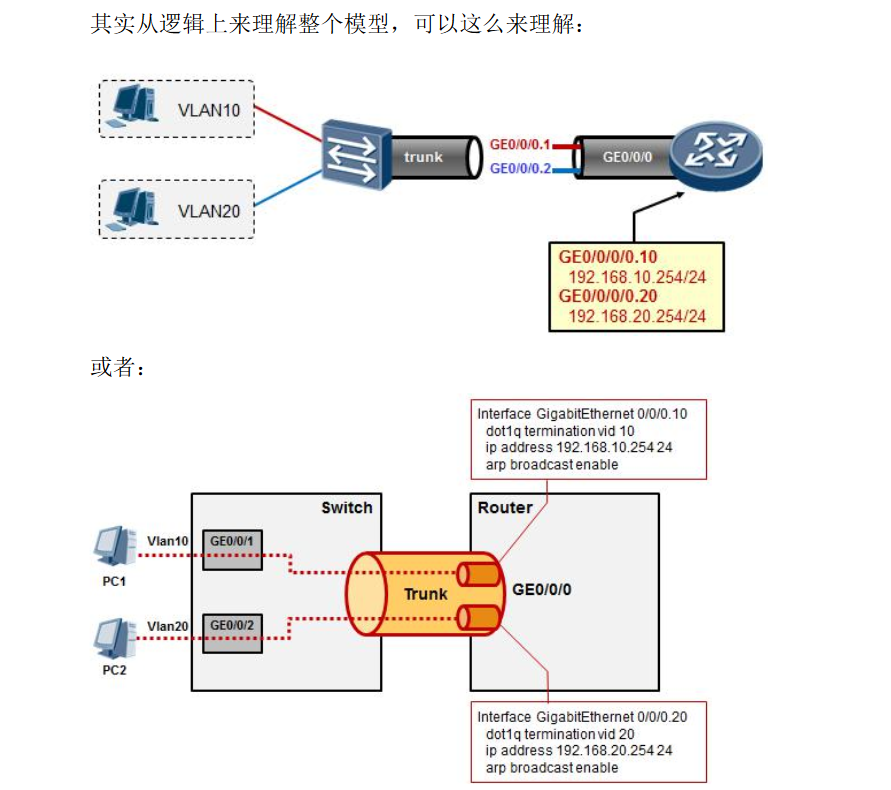 其实从逻辑上来理解整个模型，可以这么来理解：
VLAN10
VLAN20
trunk
GE0/0/0.1
GE0/0/0.2
GE0/0/0
GE0/0/0/0.10
192.168.10.254/24
GE0/0/0/0.20
192.168.20.254/24
或者：
Interface GigabitEthernet 0/0/0.10
dot1q termination vid 10
ip address 192.168.10.254 24
arp broadcast enable
Switch
Router
Vlan10
GE0/0/1
PC1
Trunk
GE0/0/0
Vlan20
GE0/0/2
PC2
Interface GigabitEthernet 0/0/0.20
dot1q termination vid 20
ip address 192.168.20.254 24
arp broadcast enable